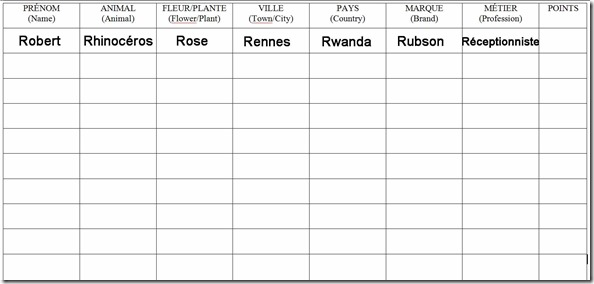 PRÉNOM ANIMAL FLEUR/PLANTE VILLE PAYS MARQUE MÉTIER POINTS
(Name) (Animal) (Flower/Plant) (Town/City) (Country) (Brand) (Profession)
Robert Rhinocéros Rose Rennes Rwanda Rubson Réceptionniste